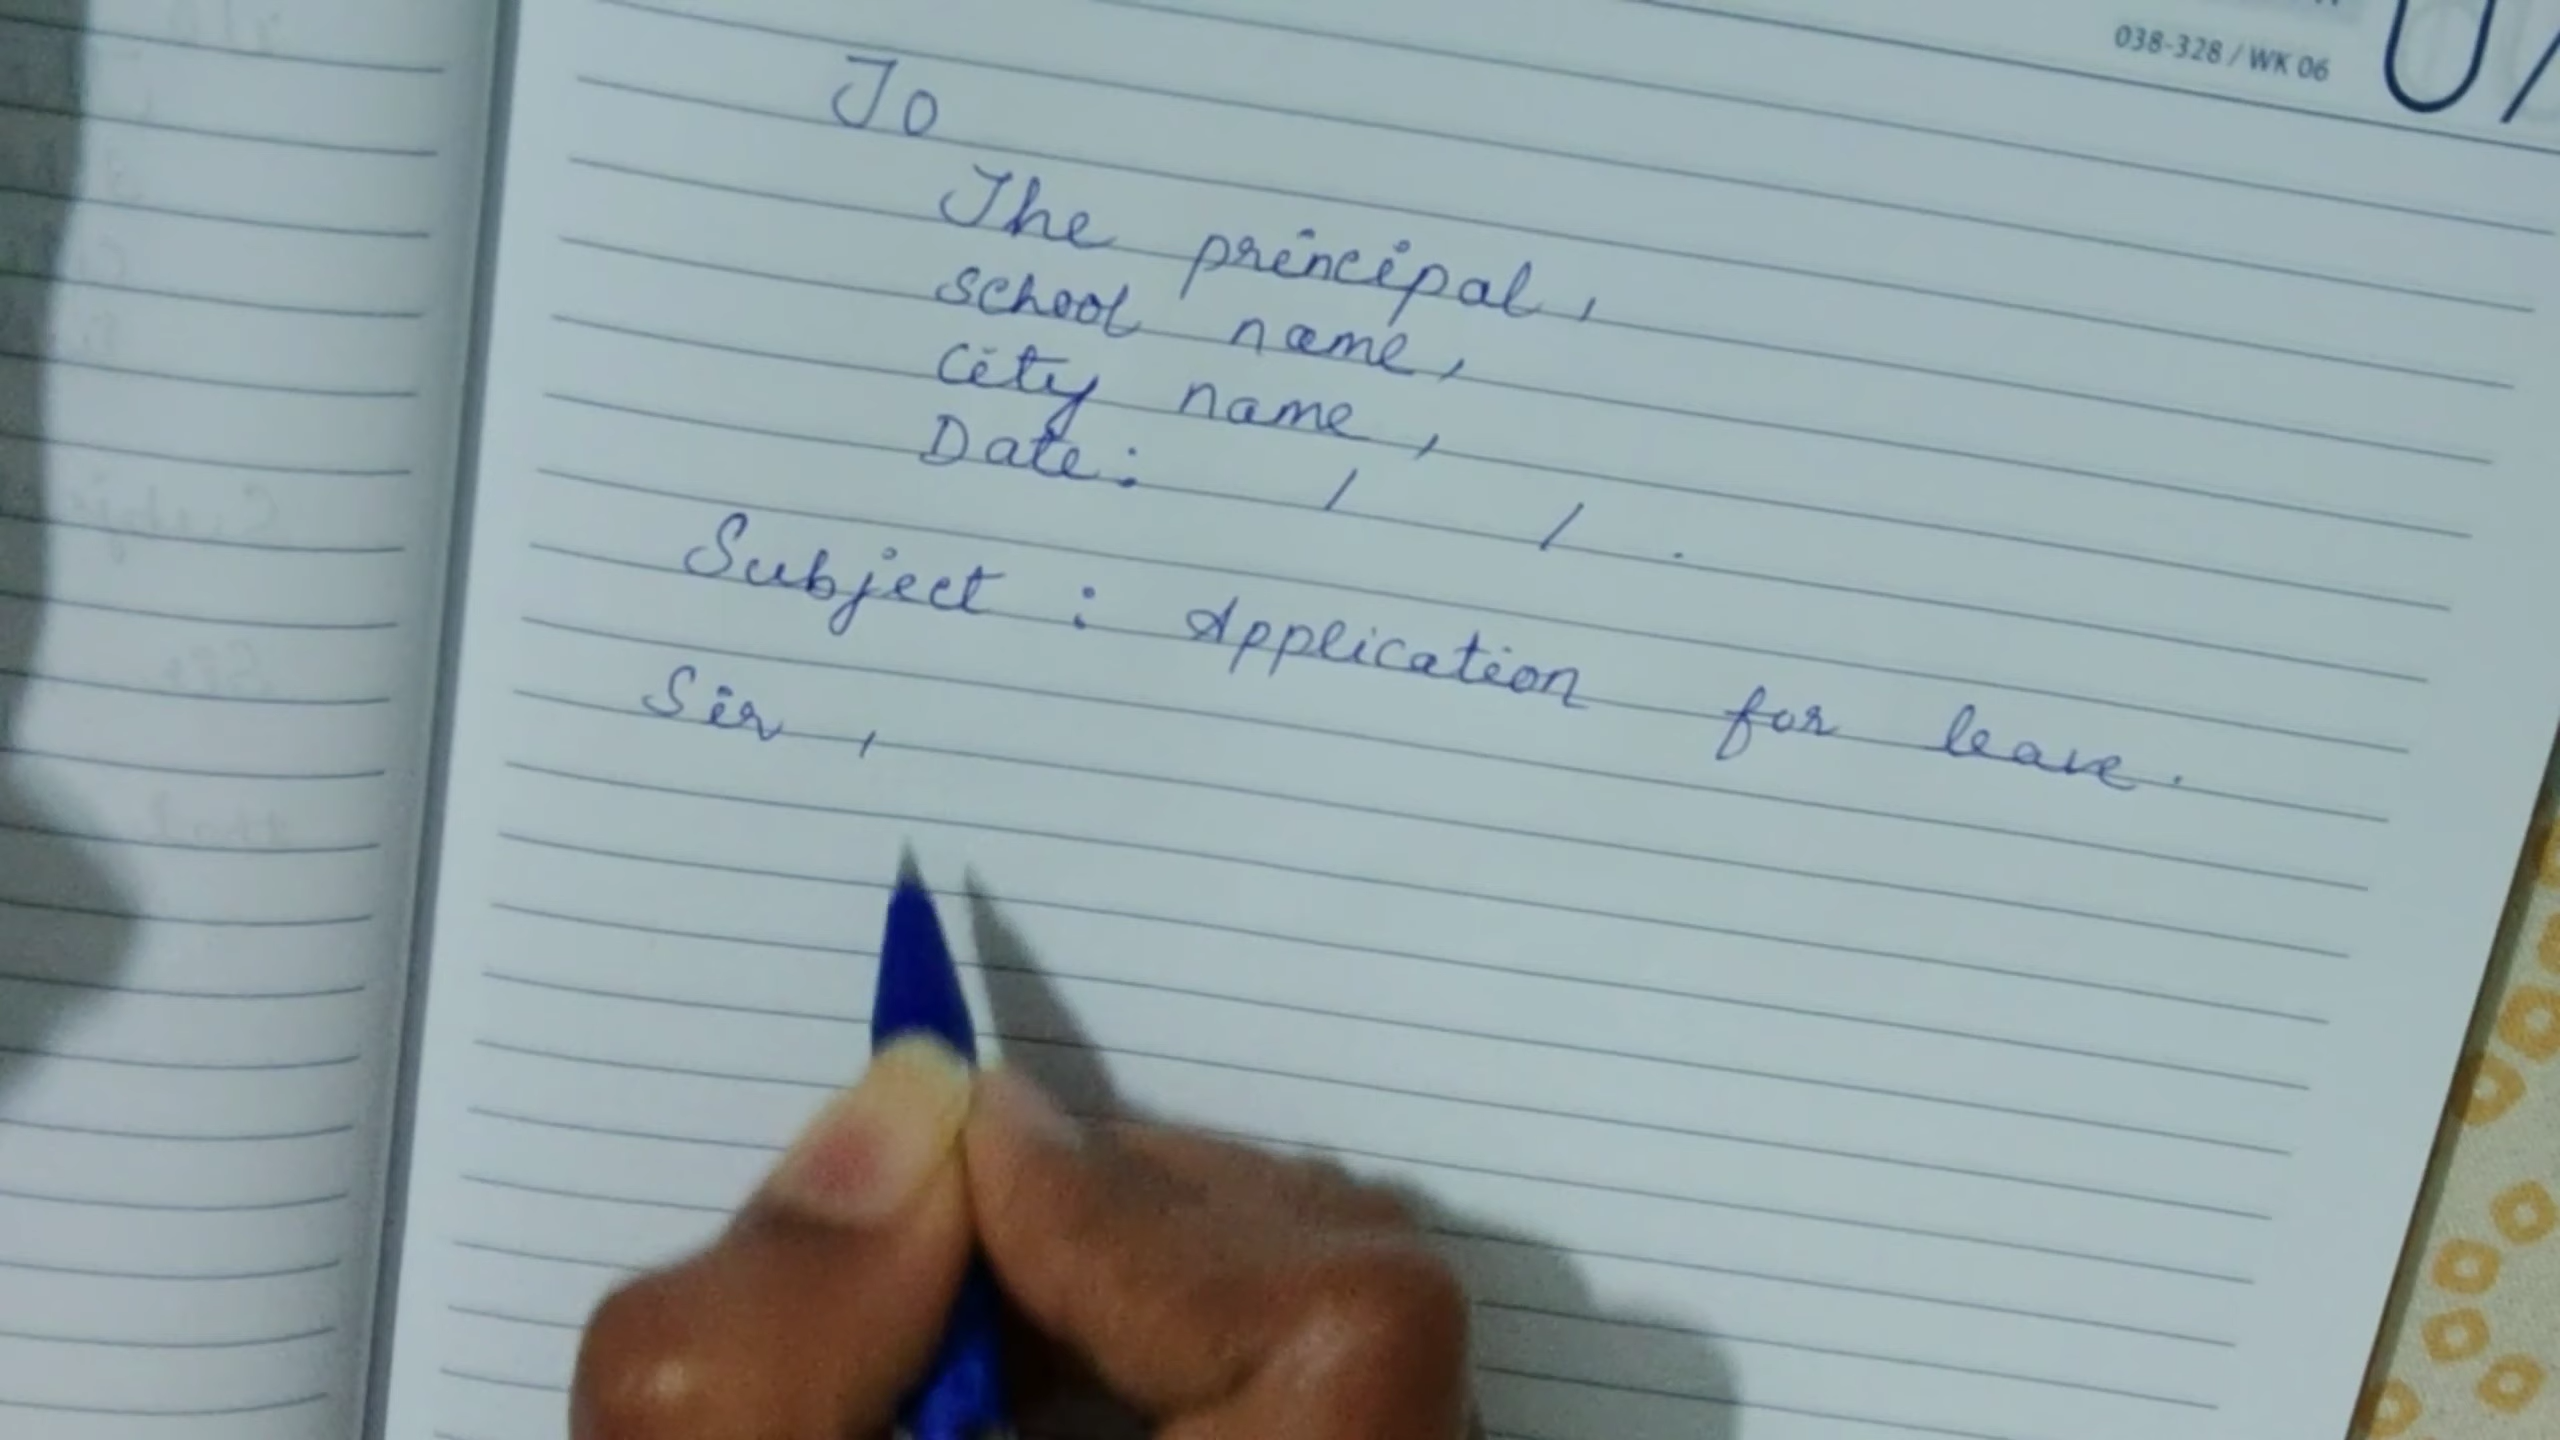 038-328 / WK 06
To
The principal,
school name,
City name,
Date: / / .
Subject : Application for leave.
Sir ,